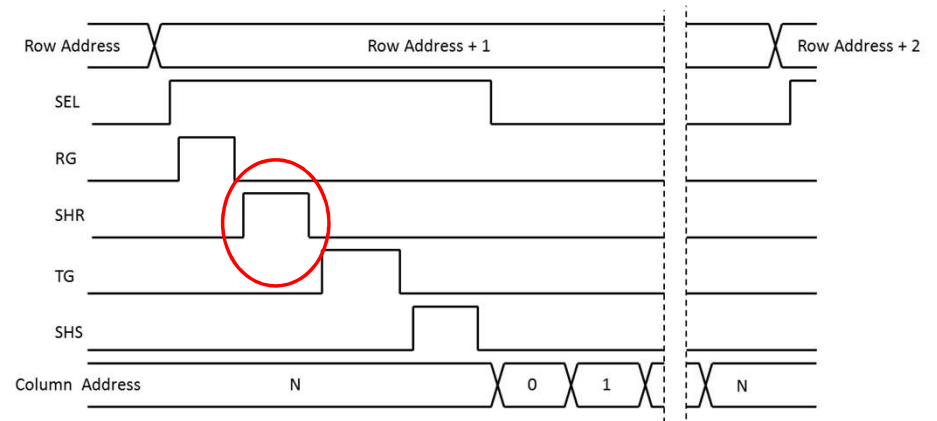 Row Address Row Address + 1 Row Address + 2
SEL
RG
SHR
TG
SHS
Column Address N 0 1 N